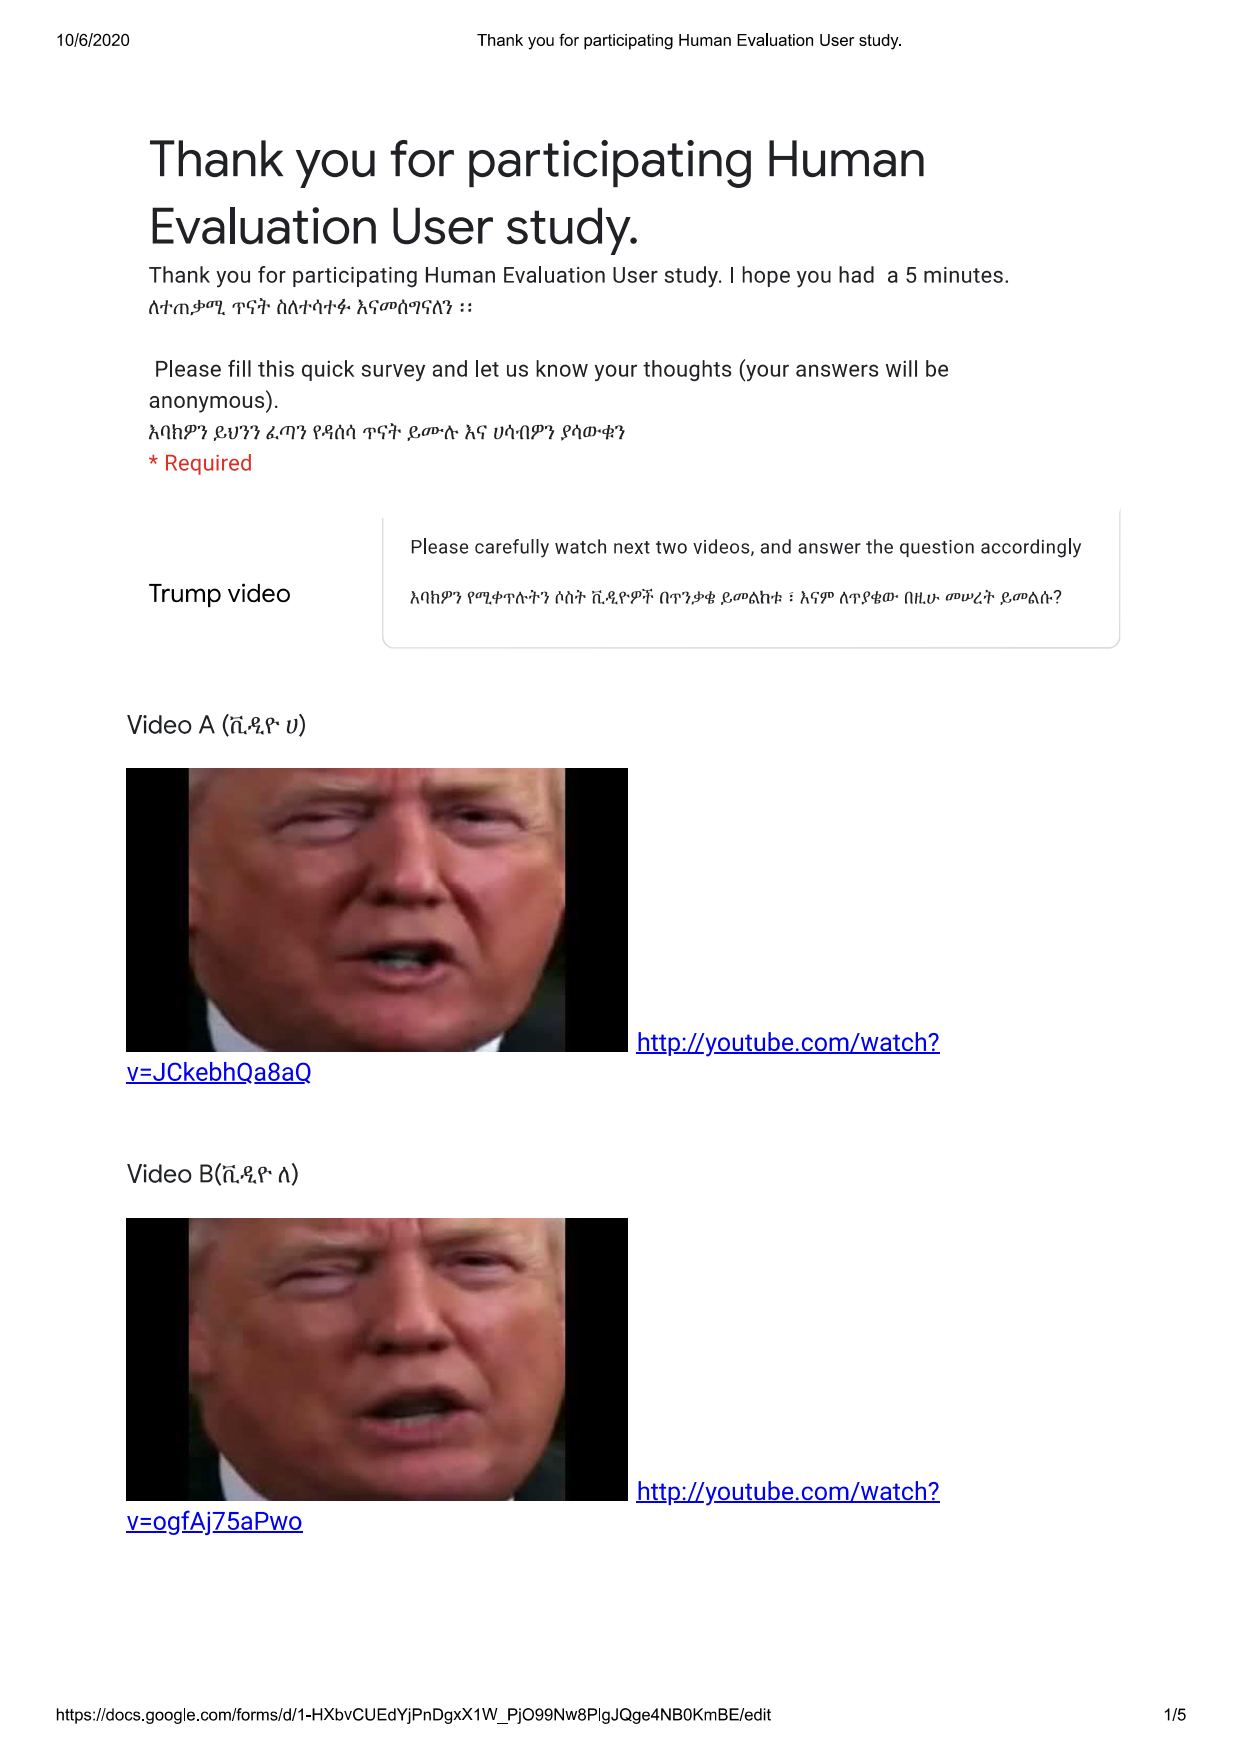 10/6/2020 Thank you for participating Human Evaluation User study.
Thank you for participating Human
Evaluation User study.
Thank you for participating Human Evaluation User study. I hope you had  a 5 minutes.
ለተጠቃሚ ጥናት ስለተሳተፉ እናመሰግናለን ፡፡
Please fill this quick survey and let us know your thoughts (your answers will be
anonymous).
እባክዎን ይህንን ፈጣን የዳሰሳ ጥናት ይሙሉ እና ሀሳብዎን ያሳውቁን
* Required
Please carefully watch next two videos, and answer the question accordingly
Trump video
እባክዎን የሚቀጥሉትን ሶስት ቪዲዮዎች በጥንቃቄ ይመልከቱ ፣ እናም ለጥያቄው በዚሁ መሠረት ይመልሱ?
Video A (ቪዲዮ ሀ)
http://youtube.com/watch?
v=JCkebhQa8aQ
Video B(ቪዲዮ ለ)
http://youtube.com/watch?
v=ogfAj75aPwo
https://docs.google.com/forms/d/1-HXbvCUEdYjPnDgxX1W_PjO99Nw8PlgJQge4NB0KmBE/edit 1/5